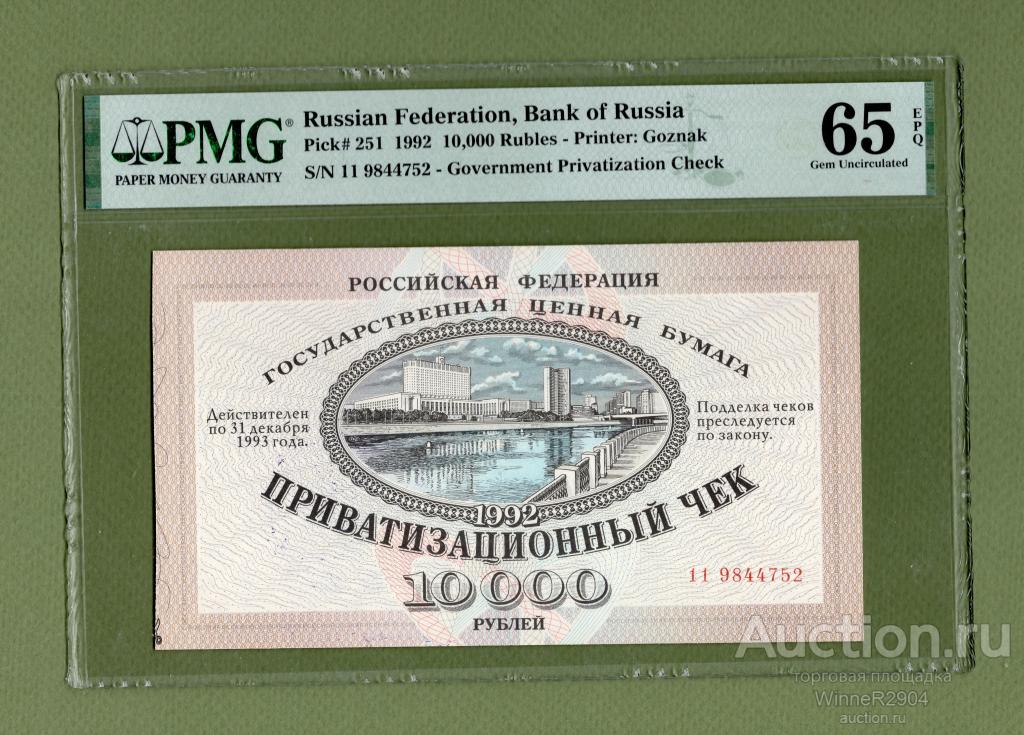 PMG®
PAPER MONEY GUARANTY
Russian Federation, Bank of Russia
Pick# 251 1992 10,000 Rubles - Printer: Goznak
S/N 11 9844752 - Government Privatization Check
65
EPQ
Gem Uncirculated
РОССИЙСКАЯ ФЕДЕРАЦИЯ
ГОСУДАРСТВЕННАЯ ЦЕННАЯ БУМАГА
Действителен
по 31 декабря
1993 года.
Подделка чеков
преследуется
по закону.
1992
ПРИВАТИЗАЦИОННЫЙ ЧЕК
10 000
РУБЛЕЙ
11 9844752
Auction.ru
торговая площадка
WinneR2904
auction.ru